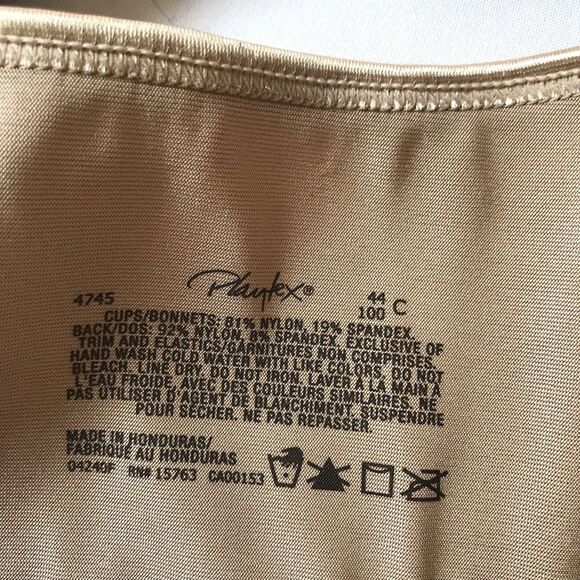 Playtex®
4745
44
100 C
CUPS/BONNETS: 81% NYLON, 19% SPANDEX.
BACK/DOS: 92% NYLON, 8% SPANDEX. EXCLUSIVE OF
TRIM AND ELASTICS/GARNITURES NON COMPRISES.
HAND WASH COLD WATER WITH LIKE COLORS. DO NOT
BLEACH. LINE DRY. DO NOT IRON. LAVER À LA MAIN À
L'EAU FROIDE, AVEC DES COULEURS SIMILAIRES. NE
PAS UTILISER D'AGENT DE BLANCHIMENT. SUSPENDRE
POUR SÉCHER. NE PAS REPASSER.
MADE IN HONDURAS/
FABRIQUÉ AU HONDURAS
04240F RN# 15763 CA00153